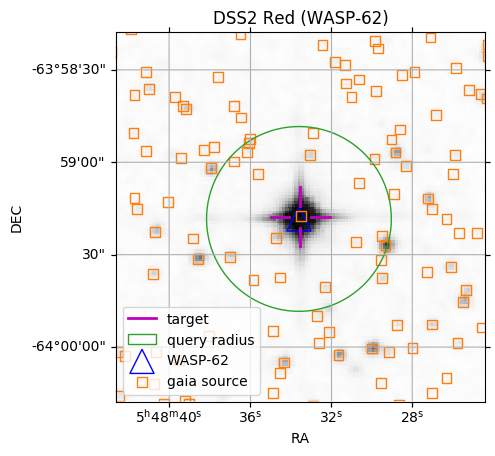 DSS2 Red (WASP-62)
-63°58'30"
59'00"
30"
-64°00'00"
DEC
target
query radius
WASP-62
gaia source
5ʰ48ᵐ40ˢ
36ˢ
32ˢ
28ˢ
RA